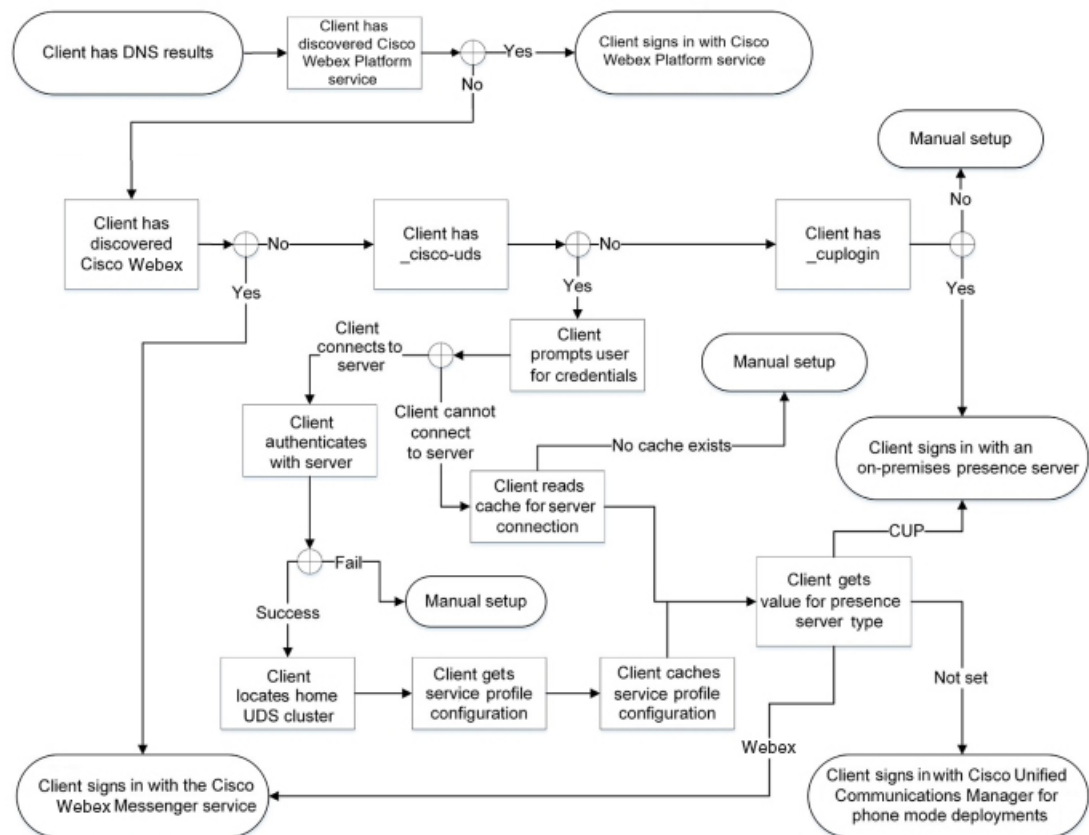 Client has DNS results
Client has
discovered Cisco
Webex Platform
service
Yes
Client signs in with Cisco
Webex Platform service
No
Manual setup
No
Client has
discovered
Cisco Webex
No
Client has
_cisco-uds
No
Client has
_cuplogin
Yes
Yes
Yes
Client
connects to
server
Client
prompts user
for credentials
Manual setup
Client
authenticates
with server
Client cannot
connect
to server
No cache exists
Client signs in with an
on-premises presence server
Client reads
cache for server
connection
CUP
Fail
Manual setup
Client gets
value for presence
server type
Success
Client
locates home
UDS cluster
Client gets
service profile
configuration
Client caches
service profile
configuration
Not set
Webex
Client signs in with the Cisco
Webex Messenger service
Client signs in with Cisco Unified
Communications Manager for
phone mode deployments